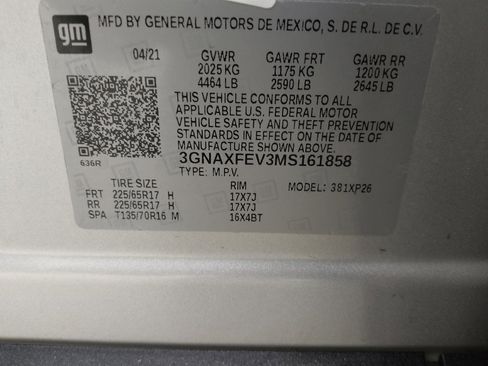 gm MFD BY GENERAL MOTORS DE MEXICO, S. DE R.L. DE C.V.
04/21 GVWR GAWR FRT GAWR RR
2025 KG 1175 KG 1200 KG
4464 LB 2590 LB 2645 LB
THIS VEHICLE CONFORMS TO ALL
APPLICABLE U.S. FEDERAL MOTOR
VEHICLE SAFETY AND THEFT PREVENTION
STANDARDS IN EFFECT ON THE DATE OF
MANUFACTURE SHOWN ABOVE.
636R 3GNAXFEV3MS161858
TYPE: M.P.V.
TIRE SIZE RIM MODEL: 381XP26
FRT 225/65R17 H 17X7J
RR 225/65R17 H 17X7J
SPA T135/70R16 M 16X4BT